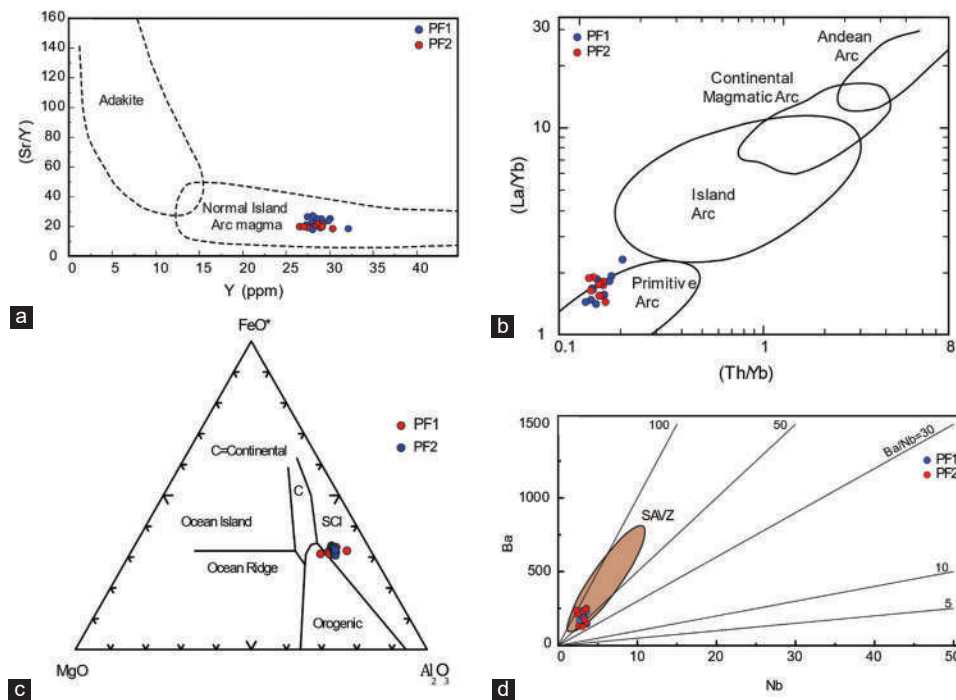 160
140
120
100
80
60
40
20
0
(Sr/Y)
PF1
PF2
Adakite
Normal Island
Arc magma
0 5 10 15 20 25 30 35 40
Y (ppm)
a
30
10
1
(La/Yb)
PF1
PF2
Andean
Arc
Continental
Magmatic Arc
Island
Arc
Primitive
Arc
0.1 1 8
(Th/Yb)
b
FeO*
PF1
PF2
C=Continental
C
Ocean Island
SCI
Ocean Ridge
Orogenic
MgO
Al2O3
c
1500
1000
500
0
Ba
100
50
Ba/Nb=30
PF1
PF2
SAVZ
10
5
0 10 20 30 40 50
Nb
d